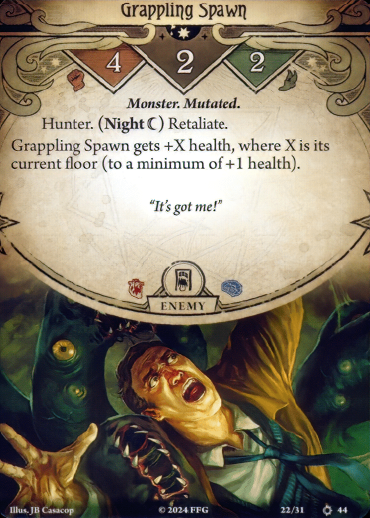 Grappling Spawn
4 2 2
Monster. Mutated.
Hunter. (Night ☾) Retaliate.
Grappling Spawn gets +X health, where X is its
current floor (to a minimum of +1 health).
“It’s got me!”
ENEMY
Illus. JB Casacop © 2024 FFG 22/31 44